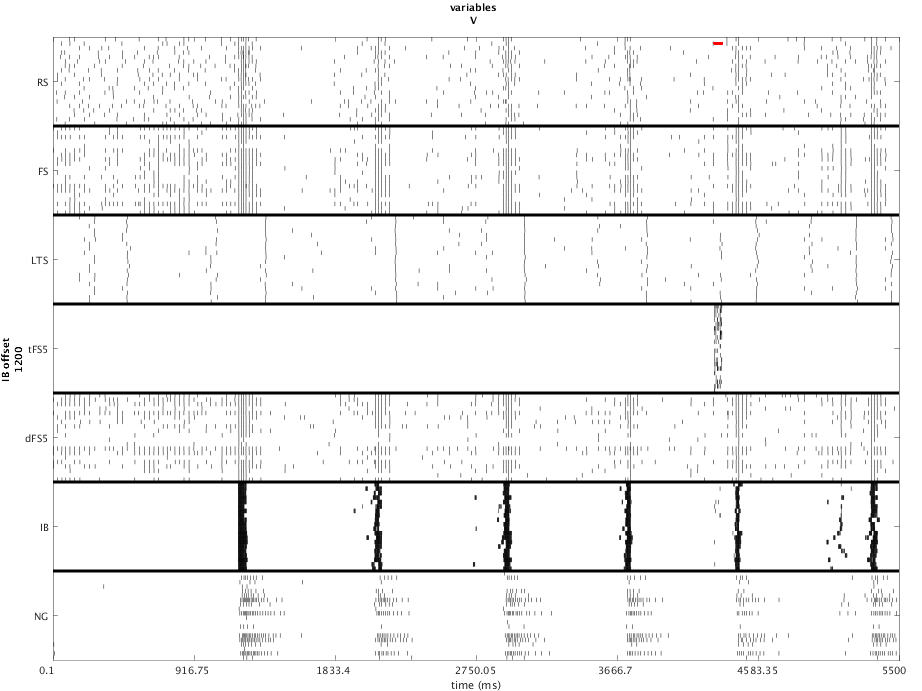 variables
V
RS
FS
LTS
tFS5
dFS5
IB
NG
IB offset
1200
0.1 916.75 1833.4 2750.05 3666.7 4583.35 5500
time (ms)